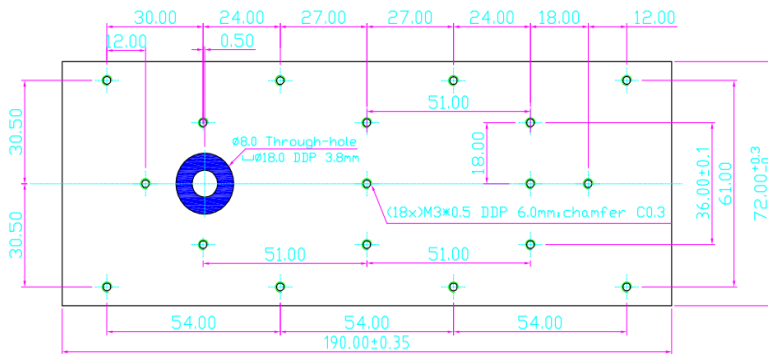 30.00 24.00 27.00 27.00 24.00 18.00 12.00
12.00 0.50
51.00
30.50
Ø8.0 Through-hole
⌴Ø18.0 DDP 3.8mm
18.00
36.00±0.1
61.00
72.00
+0.3
(18x)M3*0.5 DDP 6.0mm;chamfer C0.3
30.50
51.00 51.00
54.00 54.00 54.00
190.00±0.35